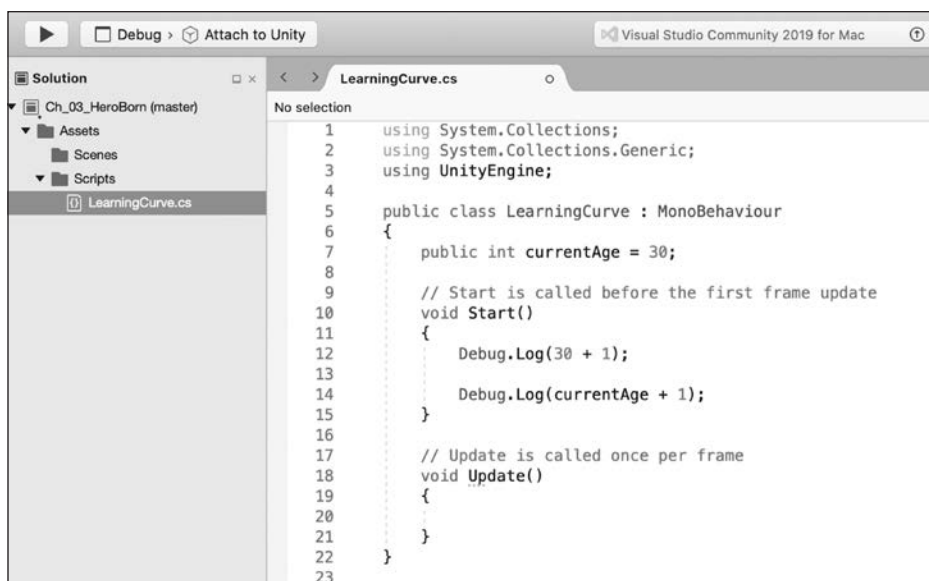 Debug › Attach to Unity
Visual Studio Community 2019 for Mac
Solution
Ch_03_HeroBorn (master)
Assets
Scenes
Scripts
LearningCurve.cs
LearningCurve.cs
No selection
1 using System.Collections;
2 using System.Collections.Generic;
3 using UnityEngine;
4
5 public class LearningCurve : MonoBehaviour
6 {
7 public int currentAge = 30;
8
9 // Start is called before the first frame update
10 void Start()
11 {
12 Debug.Log(30 + 1);
13
14 Debug.Log(currentAge + 1);
15 }
16
17 // Update is called once per frame
18 void Update()
19 {
20
21 }
22 }
23